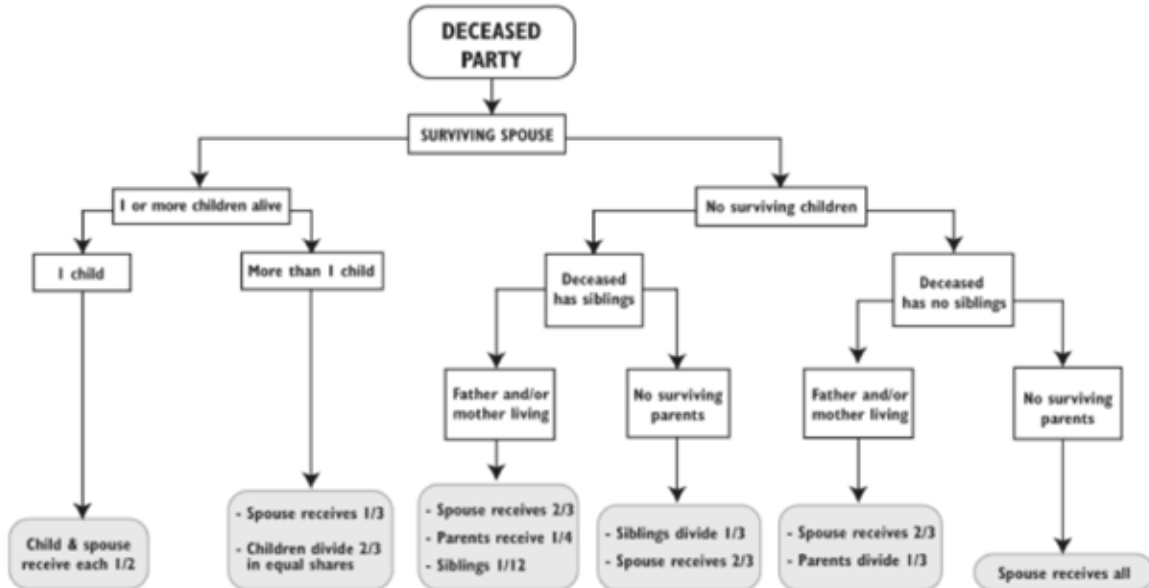 DECEASED
PARTY
SURVIVING SPOUSE
1 or more children alive
No surviving children
1 child
More than 1 child
Deceased
has siblings
Deceased
has no siblings
Father and/or
mother living
No surviving
parents
Father and/or
mother living
No surviving
parents
Child & spouse
receive each 1/2
- Spouse receives 1/3
- Children divide 2/3
in equal shares
- Spouse receives 2/3
- Parents receive 1/4
- Siblings 1/12
- Siblings divide 1/3
- Spouse receives 2/3
- Spouse receives 2/3
- Parents divide 1/3
Spouse receives all